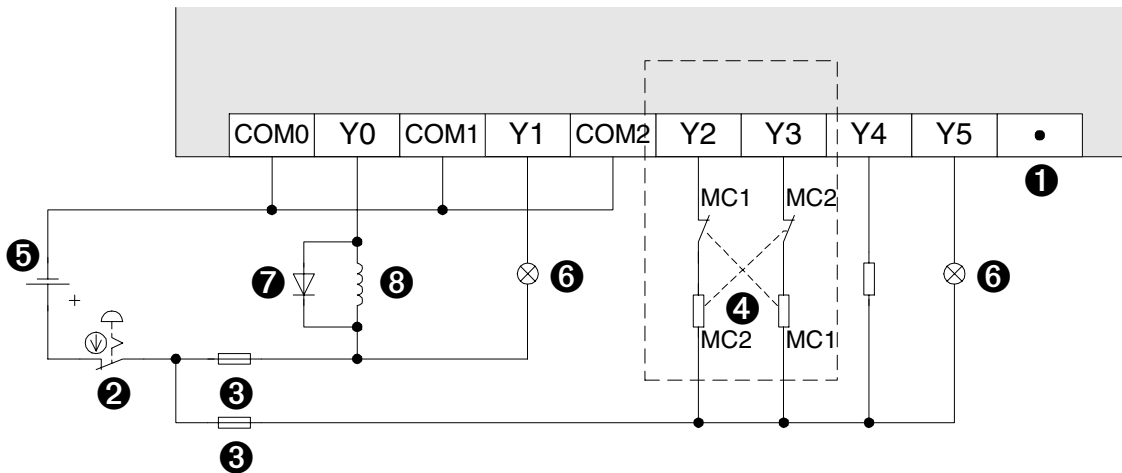 COM0 Y0 COM1 Y1 COM2 Y2 Y3 Y4 Y5 •
❶
MC1 MC2
❺ ❼ ❽ ❻ ❻
+
❹
MC2 MC1
❷ ❸
❸